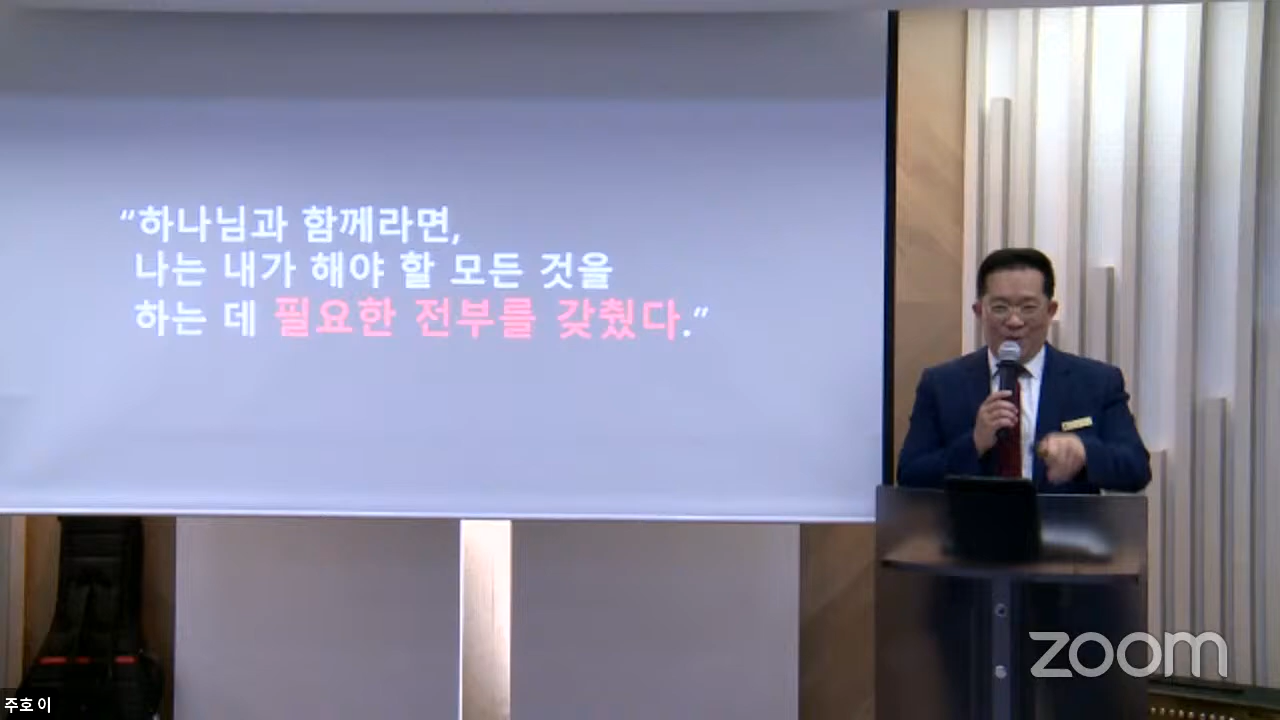 “하나님과 함께라면,
나는 내가 해야 할 모든 것을
하는 데 필요한 전부를 갖췄다.”
zoom
주호 이